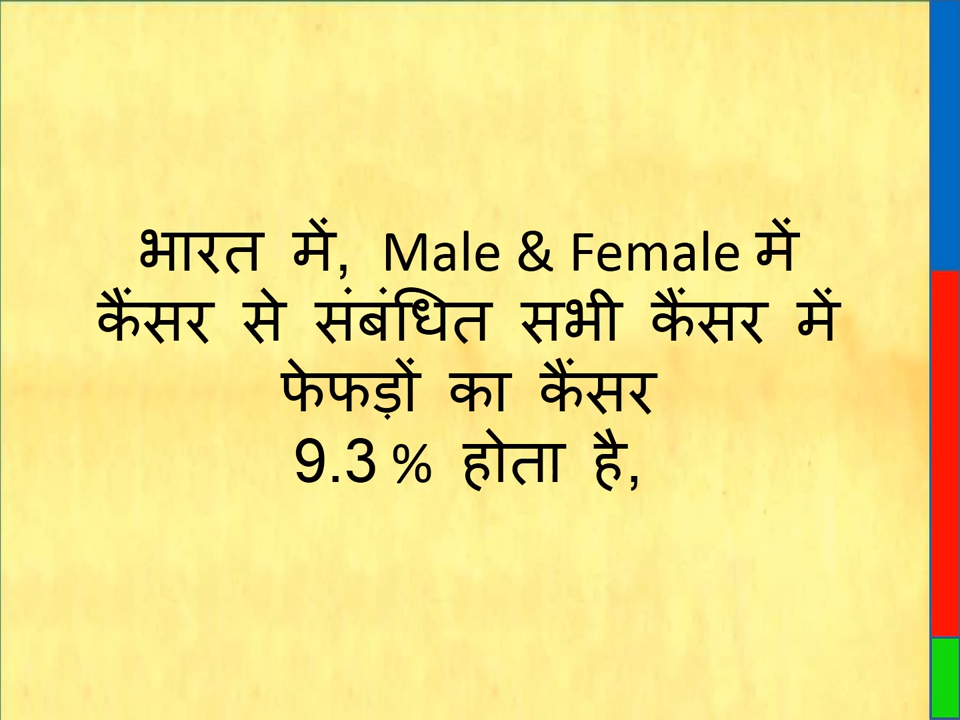 भारत में, Male & Female में
कैंसर से संबंधित सभी कैंसर में
फेफड़ों का कैंसर
9.3 % होता है,